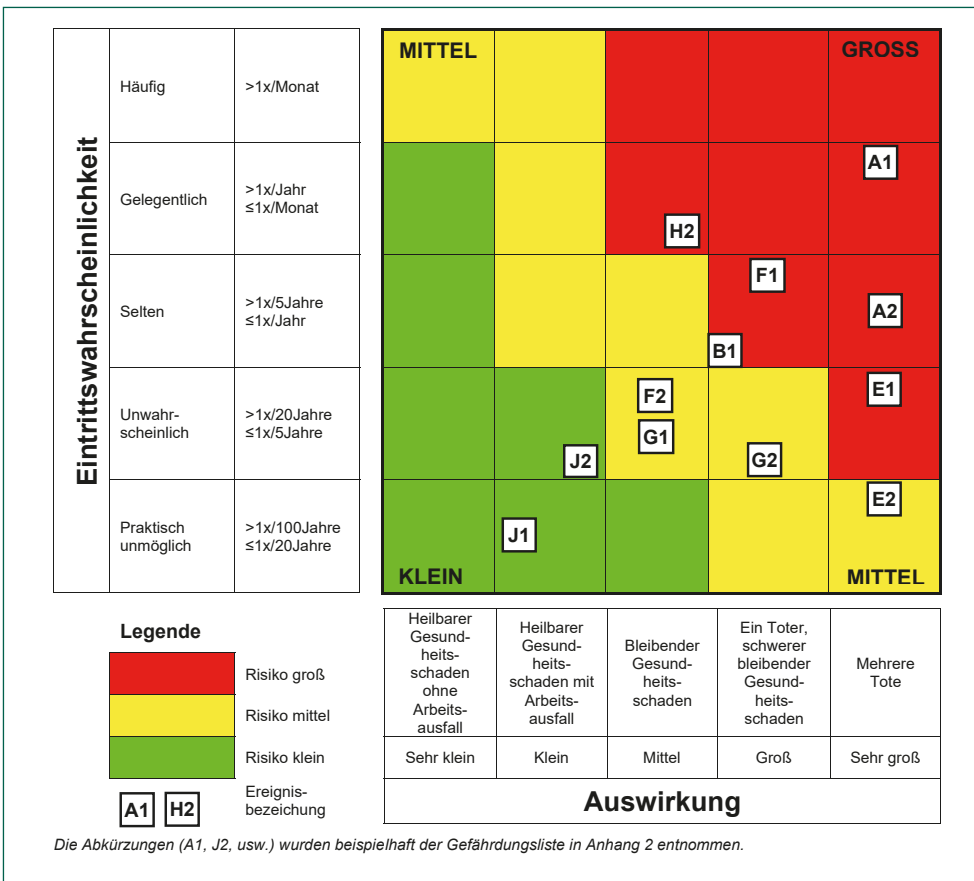 Eintrittswahrscheinlichkeit
Häufig
>1x/Monat
Gelegentlich
>1x/Jahr
≤1x/Monat
Selten
>1x/5Jahre
≤1x/Jahr
Unwahr-
scheinlich
>1x/20Jahre
≤1x/5Jahre
Praktisch
unmöglich
>1x/100Jahre
≤1x/20Jahre
MITTEL
GROSS
A1
H2
F1
A2
B1
F2
E1
G1
J2
G2
E2
J1
KLEIN
MITTEL
Heilbarer
Gesund-
heits-
schaden
ohne
Arbeits-
ausfall
Heilbarer
Gesund-
heits-
schaden mit
Arbeits-
ausfall
Bleibender
Gesund-
heits-
schaden
Ein Toter,
schwerer
bleibender
Gesund-
heits-
schaden
Mehrere
Tote
Sehr klein
Klein
Mittel
Groß
Sehr groß
Auswirkung
Legende
Risiko groß
Risiko mittel
Risiko klein
A1 H2
Ereignis-
bezeichung
Die Abkürzungen (A1, J2, usw.) wurden beispielhaft der Gefährdungsliste in Anhang 2 entnommen.